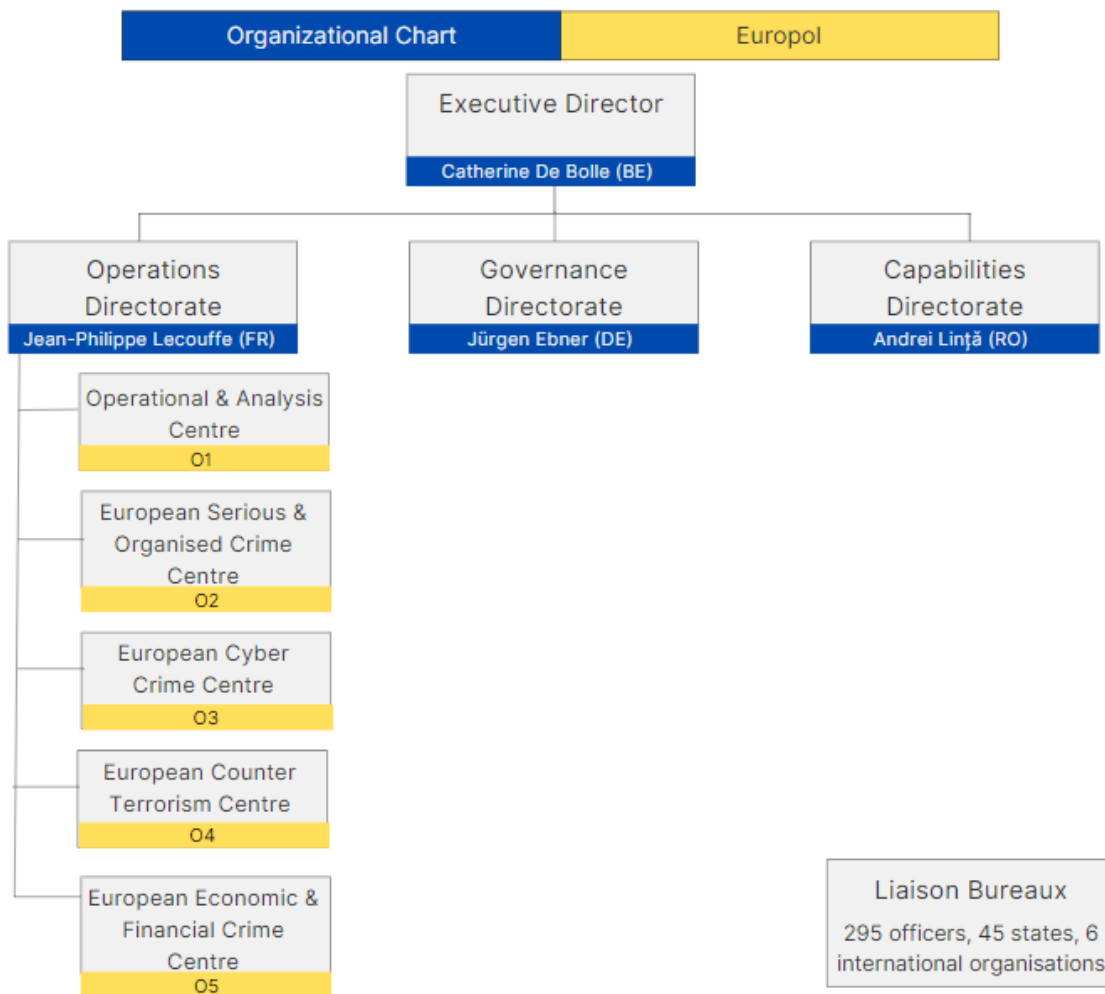 Organizational Chart
Europol
Executive Director
Catherine De Bolle (BE)
Operations
Directorate
Jean-Philippe Lecouffe (FR)
Governance
Directorate
Jürgen Ebner (DE)
Capabilities
Directorate
Andrei Lință (RO)
Operational & Analysis
Centre
O1
European Serious &
Organised Crime
Centre
O2
European Cyber
Crime Centre
O3
European Counter
Terrorism Centre
O4
European Economic &
Financial Crime
Centre
O5
Liaison Bureaux
295 officers, 45 states, 6
international organisations